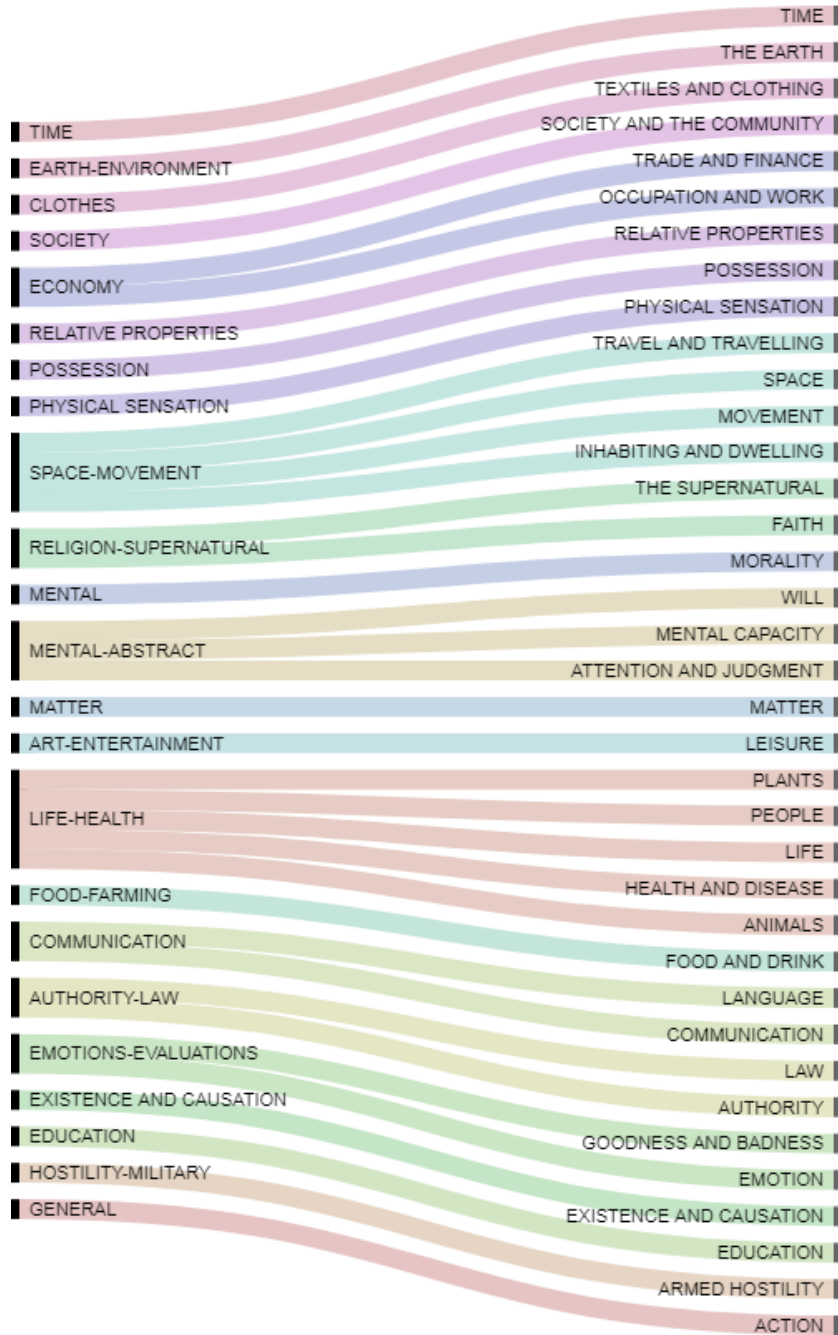 TIME
EARTH-ENVIRONMENT
CLOTHES
SOCIETY
ECONOMY
RELATIVE PROPERTIES
POSSESSION
PHYSICAL SENSATION
SPACE-MOVEMENT
RELIGION-SUPERNATURAL
MENTAL
MENTAL-ABSTRACT
MATTER
ART-ENTERTAINMENT
LIFE-HEALTH
FOOD-FARMING
COMMUNICATION
AUTHORITY-LAW
EMOTIONS-EVALUATIONS
EXISTENCE AND CAUSATION
EDUCATION
HOSTILITY-MILITARY
GENERAL
TIME
THE EARTH
TEXTILES AND CLOTHING
SOCIETY AND THE COMMUNITY
TRADE AND FINANCE
OCCUPATION AND WORK
RELATIVE PROPERTIES
POSSESSION
PHYSICAL SENSATION
TRAVEL AND TRAVELLING
SPACE
MOVEMENT
INHABITING AND DWELLING
THE SUPERNATURAL
FAITH
MORALITY
WILL
MENTAL CAPACITY
ATTENTION AND JUDGMENT
MATTER
LEISURE
PLANTS
PEOPLE
LIFE
HEALTH AND DISEASE
ANIMALS
FOOD AND DRINK
LANGUAGE
COMMUNICATION
LAW
AUTHORITY
GOODNESS AND BADNESS
EMOTION
EXISTENCE AND CAUSATION
EDUCATION
ARMED HOSTILITY
ACTION